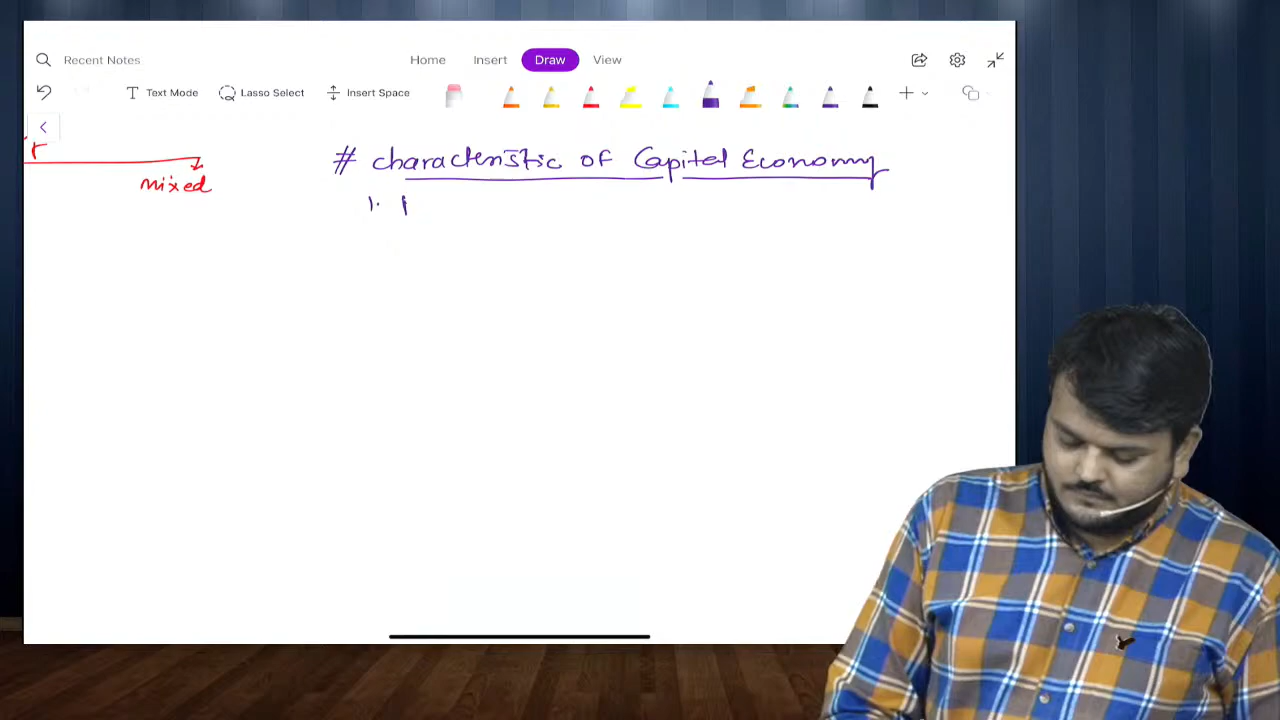 Recent Notes
Home Insert Draw View
Text Mode Lasso Select Insert Space
r
mixed
# characteristic of Capital Economy
1.